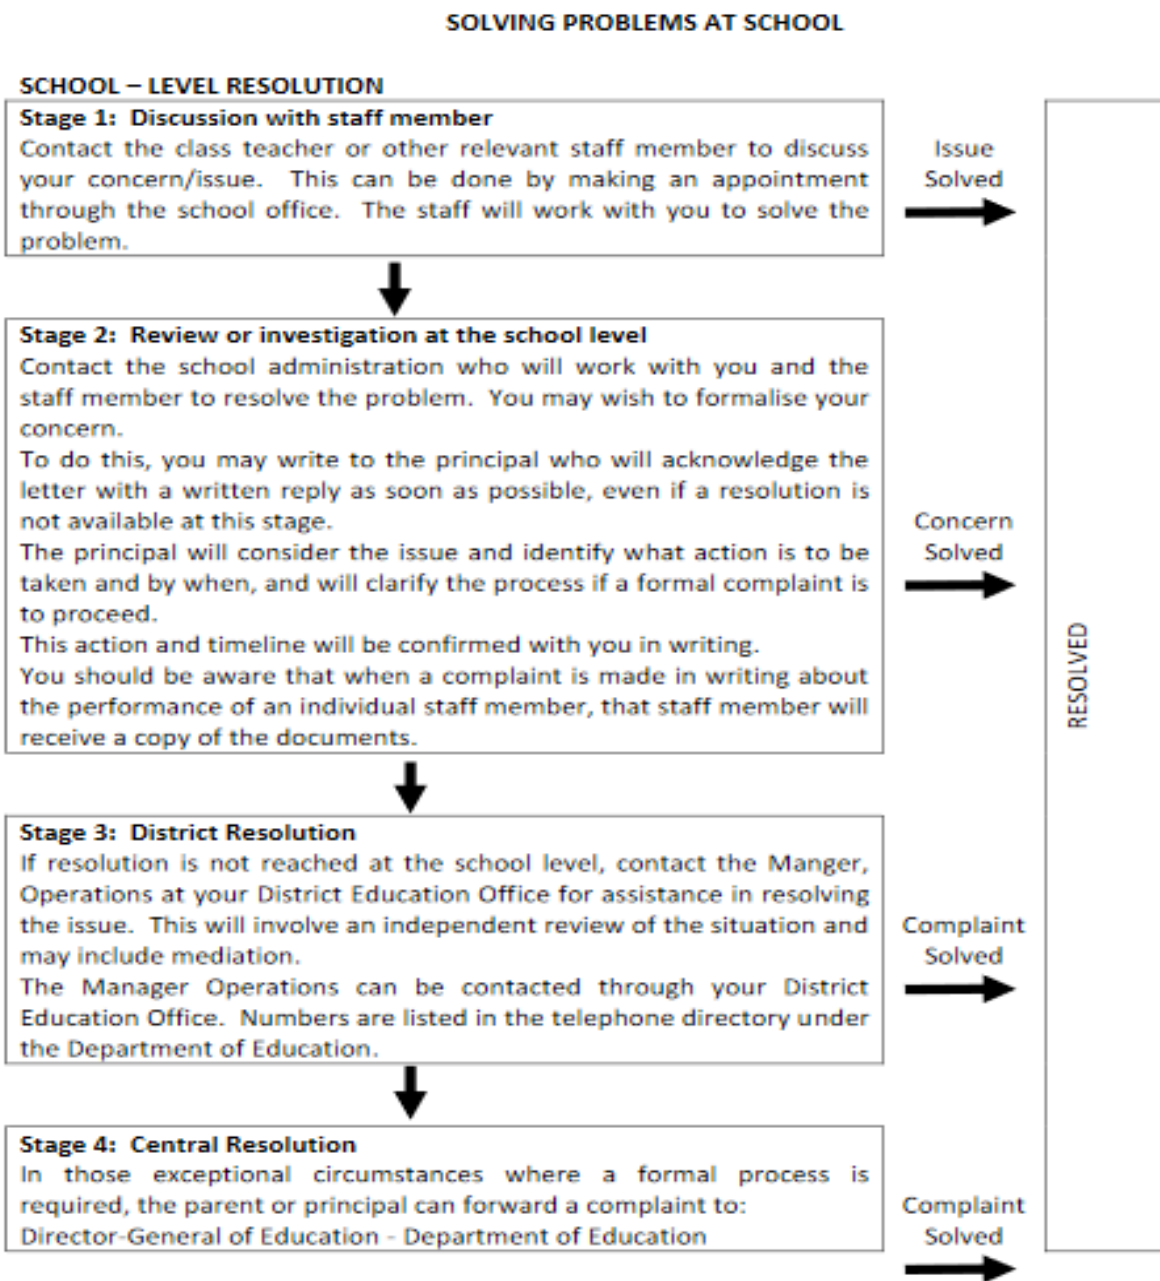 SOLVING PROBLEMS AT SCHOOL
SCHOOL – LEVEL RESOLUTION
Stage 1: Discussion with staff member
Contact the class teacher or other relevant staff member to discuss
your concern/issue. This can be done by making an appointment
through the school office. The staff will work with you to solve the
problem.
Issue
Solved
Stage 2: Review or investigation at the school level
Contact the school administration who will work with you and the
staff member to resolve the problem. You may wish to formalise your
concern.
To do this, you may write to the principal who will acknowledge the
letter with a written reply as soon as possible, even if a resolution is
not available at this stage.
The principal will consider the issue and identify what action is to be
taken and by when, and will clarify the process if a formal complaint is
to proceed.
This action and timeline will be confirmed with you in writing.
You should be aware that when a complaint is made in writing about
the performance of an individual staff member, that staff member will
receive a copy of the documents.
Concern
Solved
Stage 3: District Resolution
If resolution is not reached at the school level, contact the Manger,
Operations at your District Education Office for assistance in resolving
the issue. This will involve an independent review of the situation and
may include mediation.
The Manager Operations can be contacted through your District
Education Office. Numbers are listed in the telephone directory under
the Department of Education.
Complaint
Solved
Stage 4: Central Resolution
In those exceptional circumstances where a formal process is
required, the parent or principal can forward a complaint to:
Director-General of Education - Department of Education
Complaint
Solved
RESOLVED